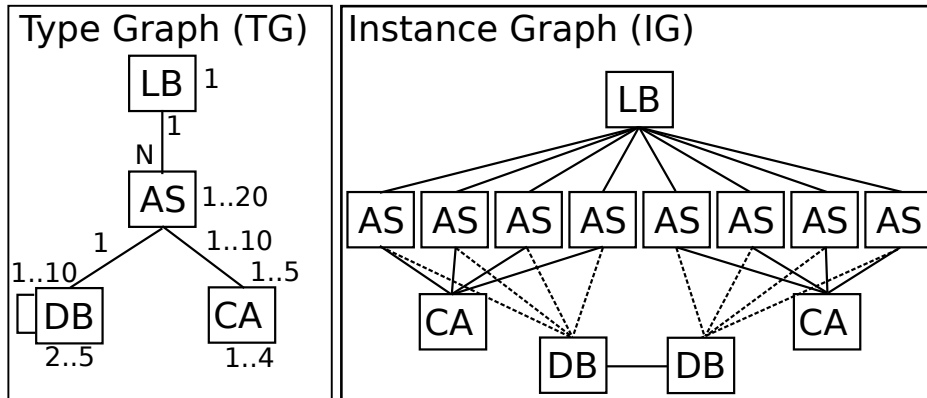 Type Graph (TG)
LB 1
1
N
AS 1..20
1 1..10
1..10 1..5
DB CA
2..5 1..4
Instance Graph (IG)
LB
AS AS AS AS AS AS AS AS
CA CA
DB DB